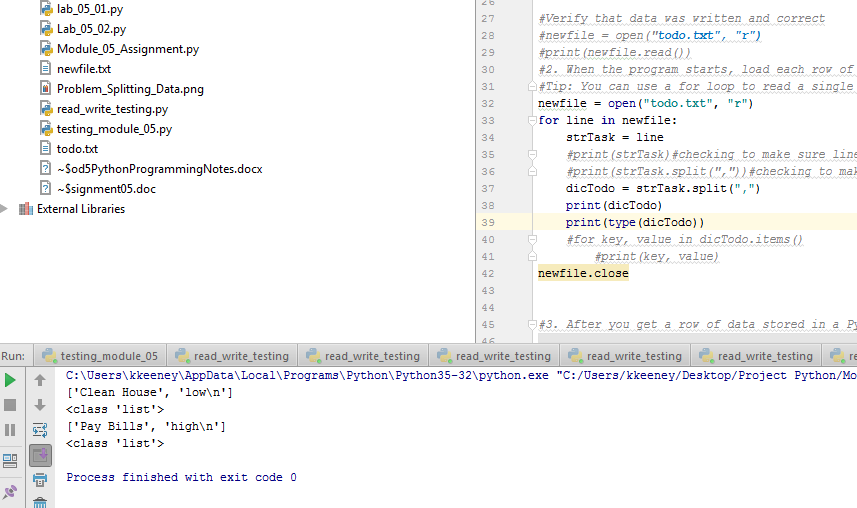 lab_05_01.py
Lab_05_02.py
Module_05_Assignment.py
newfile.txt
Problem_Splitting_Data.png
read_write_testing.py
testing_module_05.py
todo.txt
~$od5PythonProgrammingNotes.docx
~$signment05.doc
External Libraries
26
27 #Verify that data was written and correct
28 #newfile = open("todo.txt", "r")
29 #print(newfile.read())
30 #2. When the program starts, load each row of
31 #Tip: You can use a for loop to read a single
32 newfile = open("todo.txt", "r")
33 for line in newfile:
34 strTask = line
35 #print(strTask)#checking to make sure line
36 #print(strTask.split(","))#checking to mak
37 dicTodo = strTask.split(",")
38 print(dicTodo)
39 print(type(dicTodo))
40 #for key, value in dicTodo.items()
41 #print(key, value)
42 newfile.close
43
44
45 #3. After you get a row of data stored in a Py
46
Run: testing_module_05 read_write_testing read_write_testing read_write_testing read_write_testing read_write_testing re
C:\Users\kkeeney\AppData\Local\Programs\Python\Python35-32\python.exe "C:/Users/kkeeney/Desktop/Project Python/Mo
['Clean House', 'low\n']
<class 'list'>
['Pay Bills', 'high\n']
<class 'list'>
Process finished with exit code 0